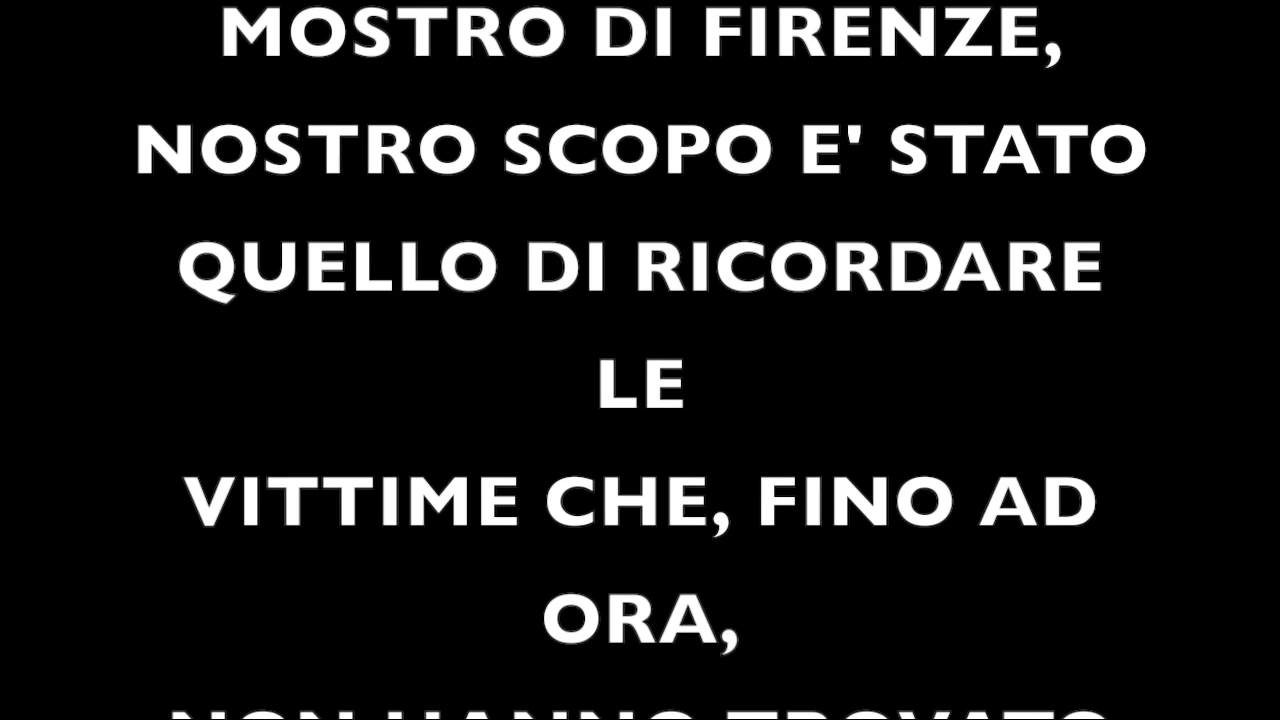 MOSTRO DI FIRENZE,
NOSTRO SCOPO E' STATO
QUELLO DI RICORDARE
LE
VITTIME CHE, FINO AD
ORA,
NON HANNO TROVATO